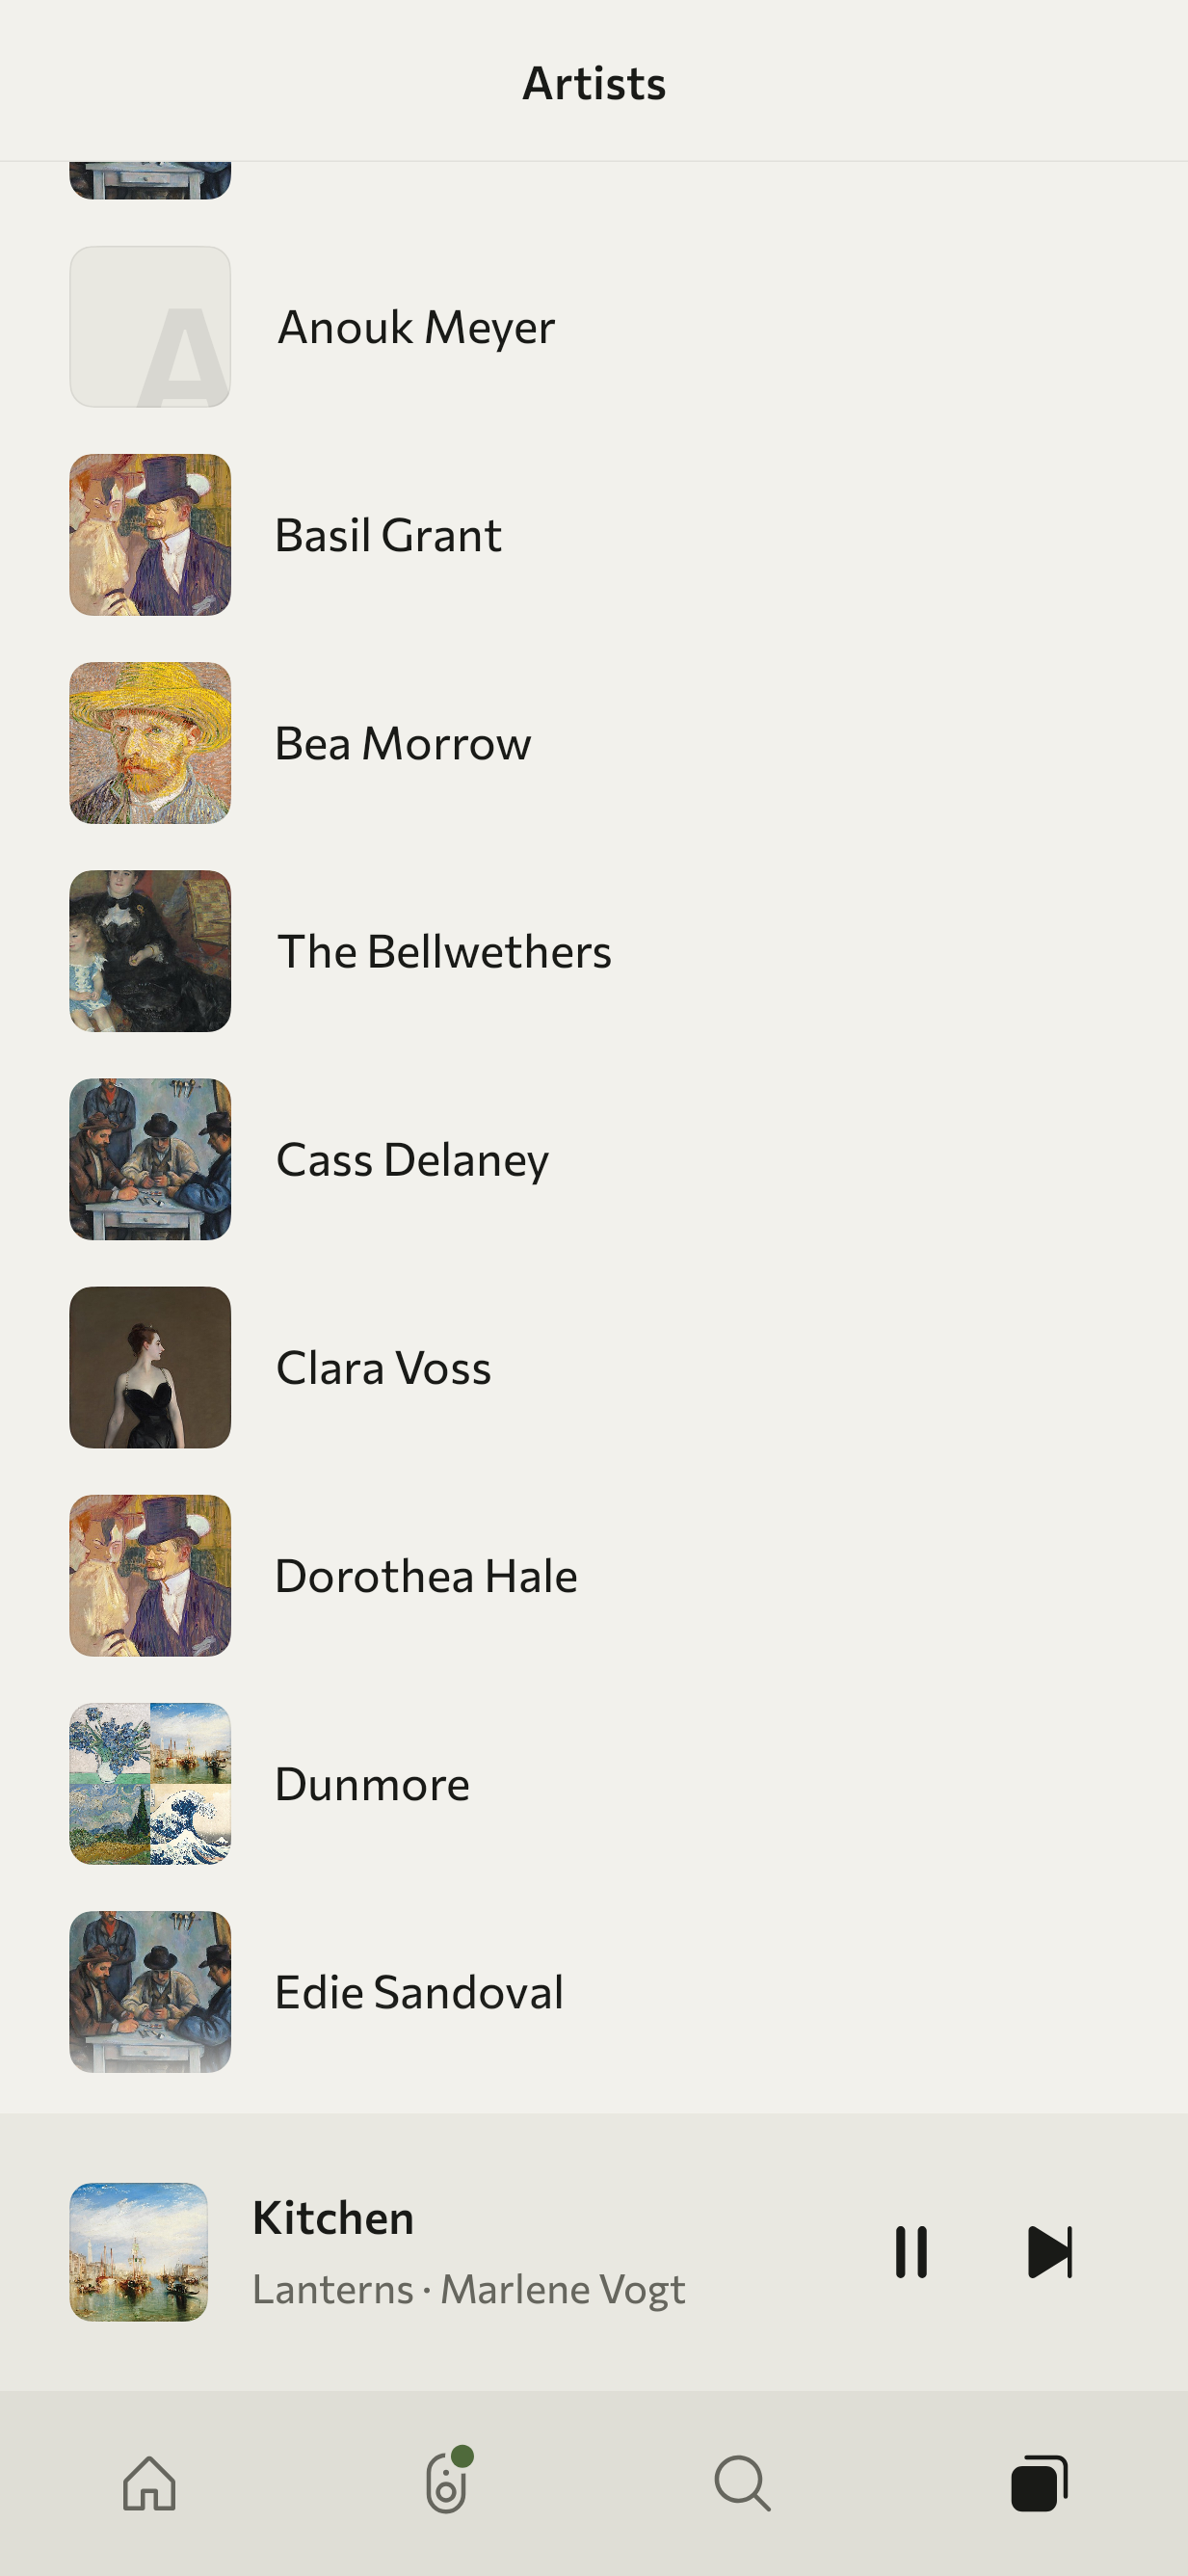 Artists
A
Anouk Meyer
Basil Grant
Bea Morrow
The Bellwethers
Cass Delaney
Clara Voss
Dorothea Hale
Dunmore
Edie Sandoval
Kitchen
Lanterns · Marlene Vogt